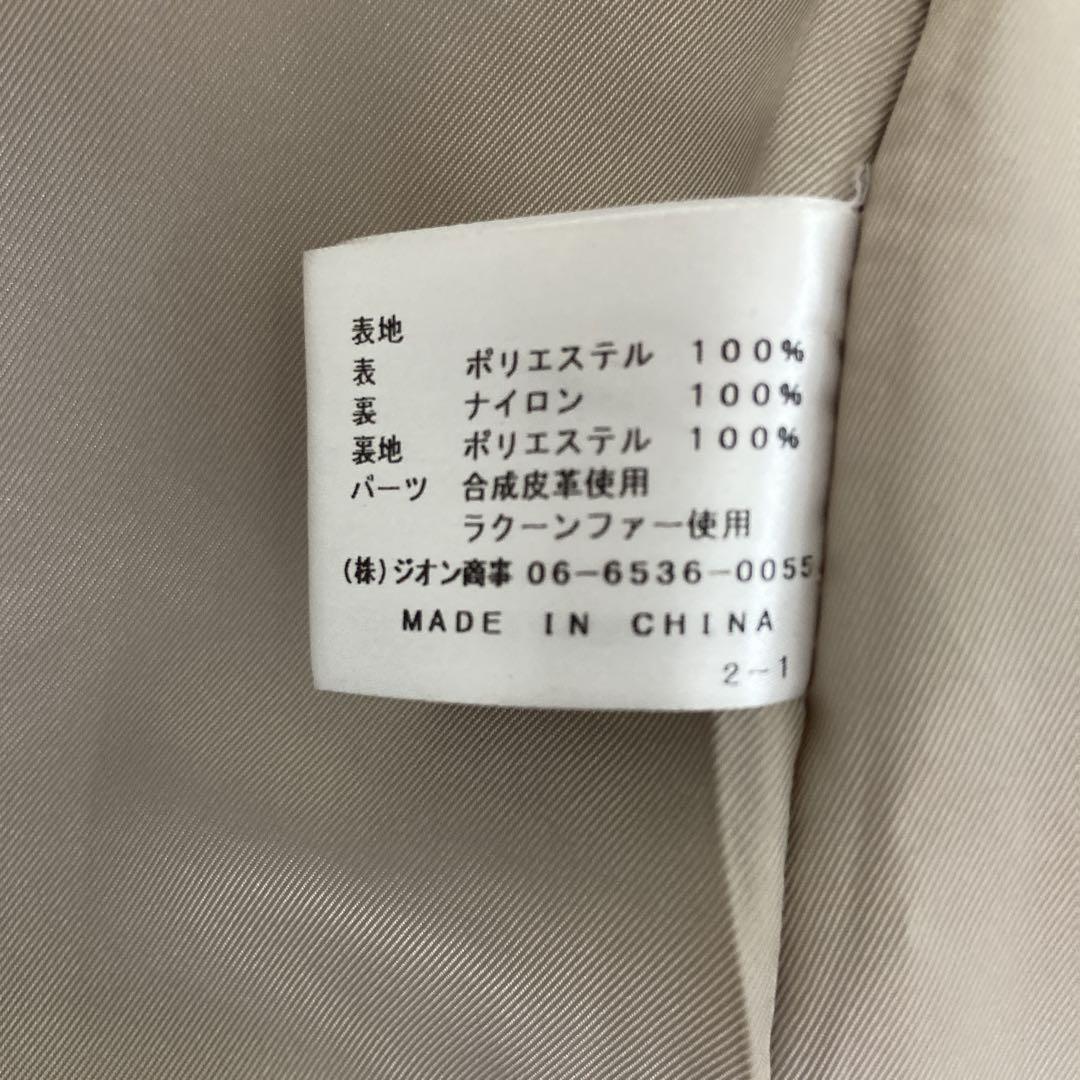 表地
表 ポリエステル 100%
裏 ナイロン 100%
裏地 ポリエステル 100%
パーツ 合成皮革使用
ラクーンファー使用
(株)ジオン商事 06-6536-0055
MADE IN CHINA
2-1